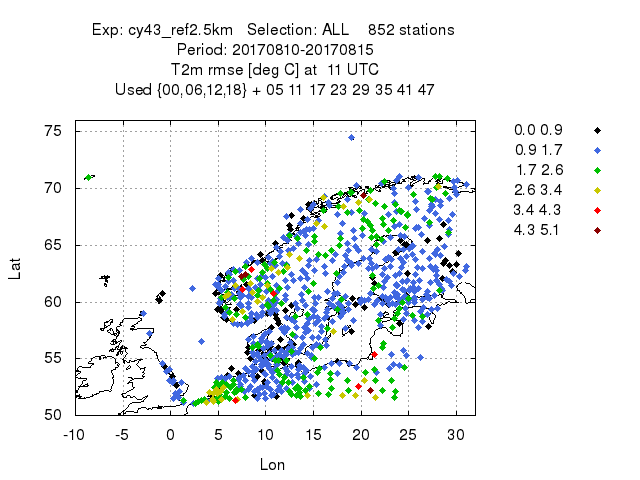 Exp: cy43_ref2.5km Selection: ALL 852 stations
Period: 20170810-20170815
T2m rmse [deg C] at 11 UTC
Used {00,06,12,18} + 05 11 17 23 29 35 41 47
0.0 0.9
0.9 1.7
1.7 2.6
2.6 3.4
3.4 4.3
4.3 5.1
75
70
65
60
55
50
Lat
-10 -5 0 5 10 15 20 25 30
Lon